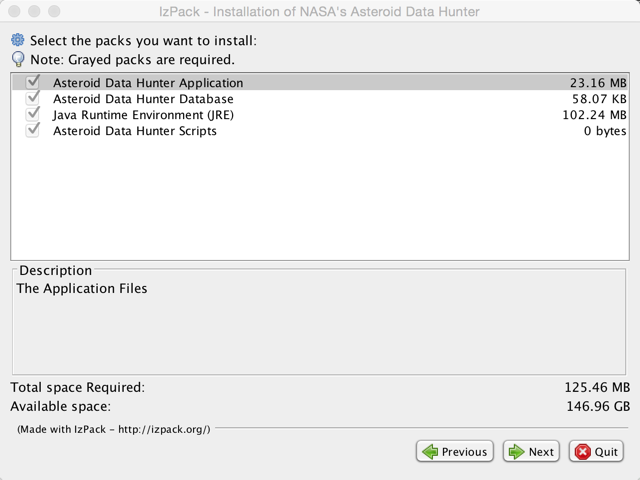 IzPack - Installation of NASA's Asteroid Data Hunter
Select the packs you want to install:
Note: Grayed packs are required.
Asteroid Data Hunter Application 23.16 MB
Asteroid Data Hunter Database 58.07 KB
Java Runtime Environment (JRE) 102.24 MB
Asteroid Data Hunter Scripts 0 bytes
Description
The Application Files
Total space Required: 125.46 MB
Available space: 146.96 GB
(Made with IzPack - http://izpack.org/)
Previous Next Quit